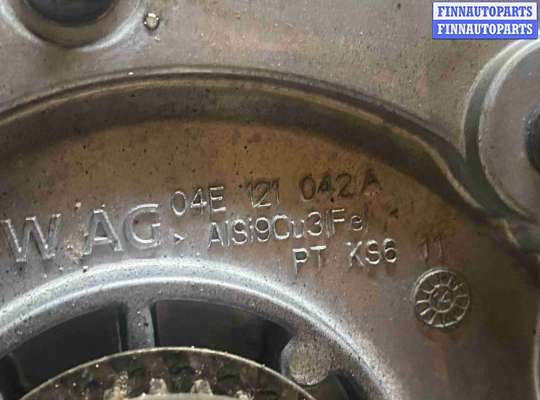 FINNAUTOPARTS
FINNAUTOPARTS
W AG 04E 121 042 A
> AlSi9Cu3(Fe)
PT KS6 11